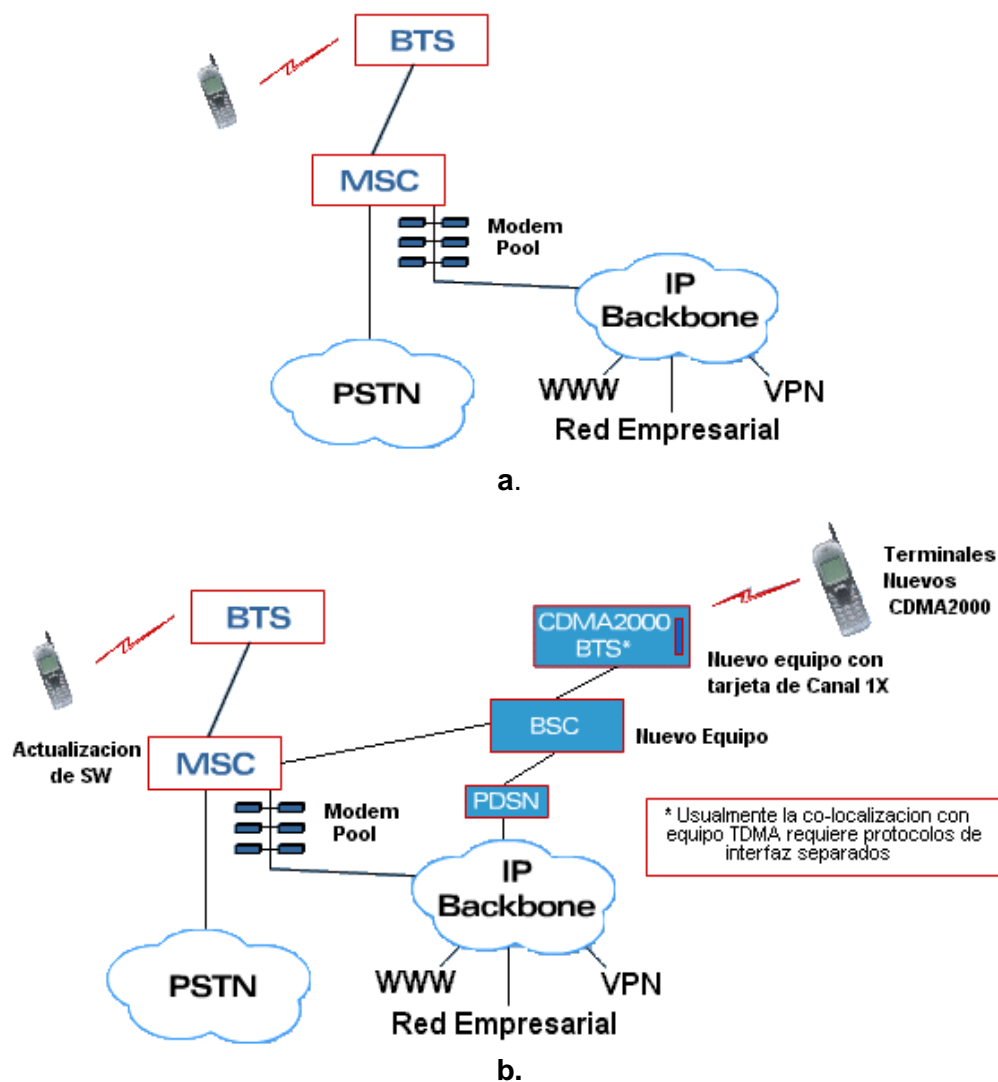 BTS
MSC
Modem
Pool
IP
Backbone
PSTN
WWW
VPN
Red Empresarial
a.
Terminales
Nuevos
CDMA2000
CDMA2000
BTS*
BTS
Nuevo equipo con
tarjeta de Canal 1X
BSC
Nuevo Equipo
Actualizacion
de SW
MSC
PDSN
Modem
Pool
* Usualmente la co-localizacion con
equipo TDMA requiere protocolos de
interfaz separados
IP
Backbone
PSTN
WWW
VPN
Red Empresarial
b.